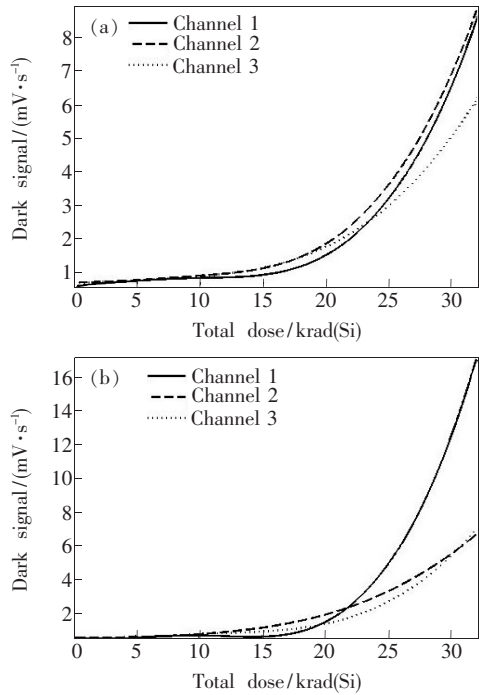 (a)
Channel 1
Channel 2
Channel 3
Dark signal/(mV·s⁻¹)
8
7
6
5
4
3
2
1
0 5 10 15 20 25 30
Total dose/krad(Si)
(b)
Channel 1
Channel 2
Channel 3
Dark signal/(mV·s⁻¹)
16
14
12
10
8
6
4
2
0 5 10 15 20 25 30
Total dose/krad(Si)